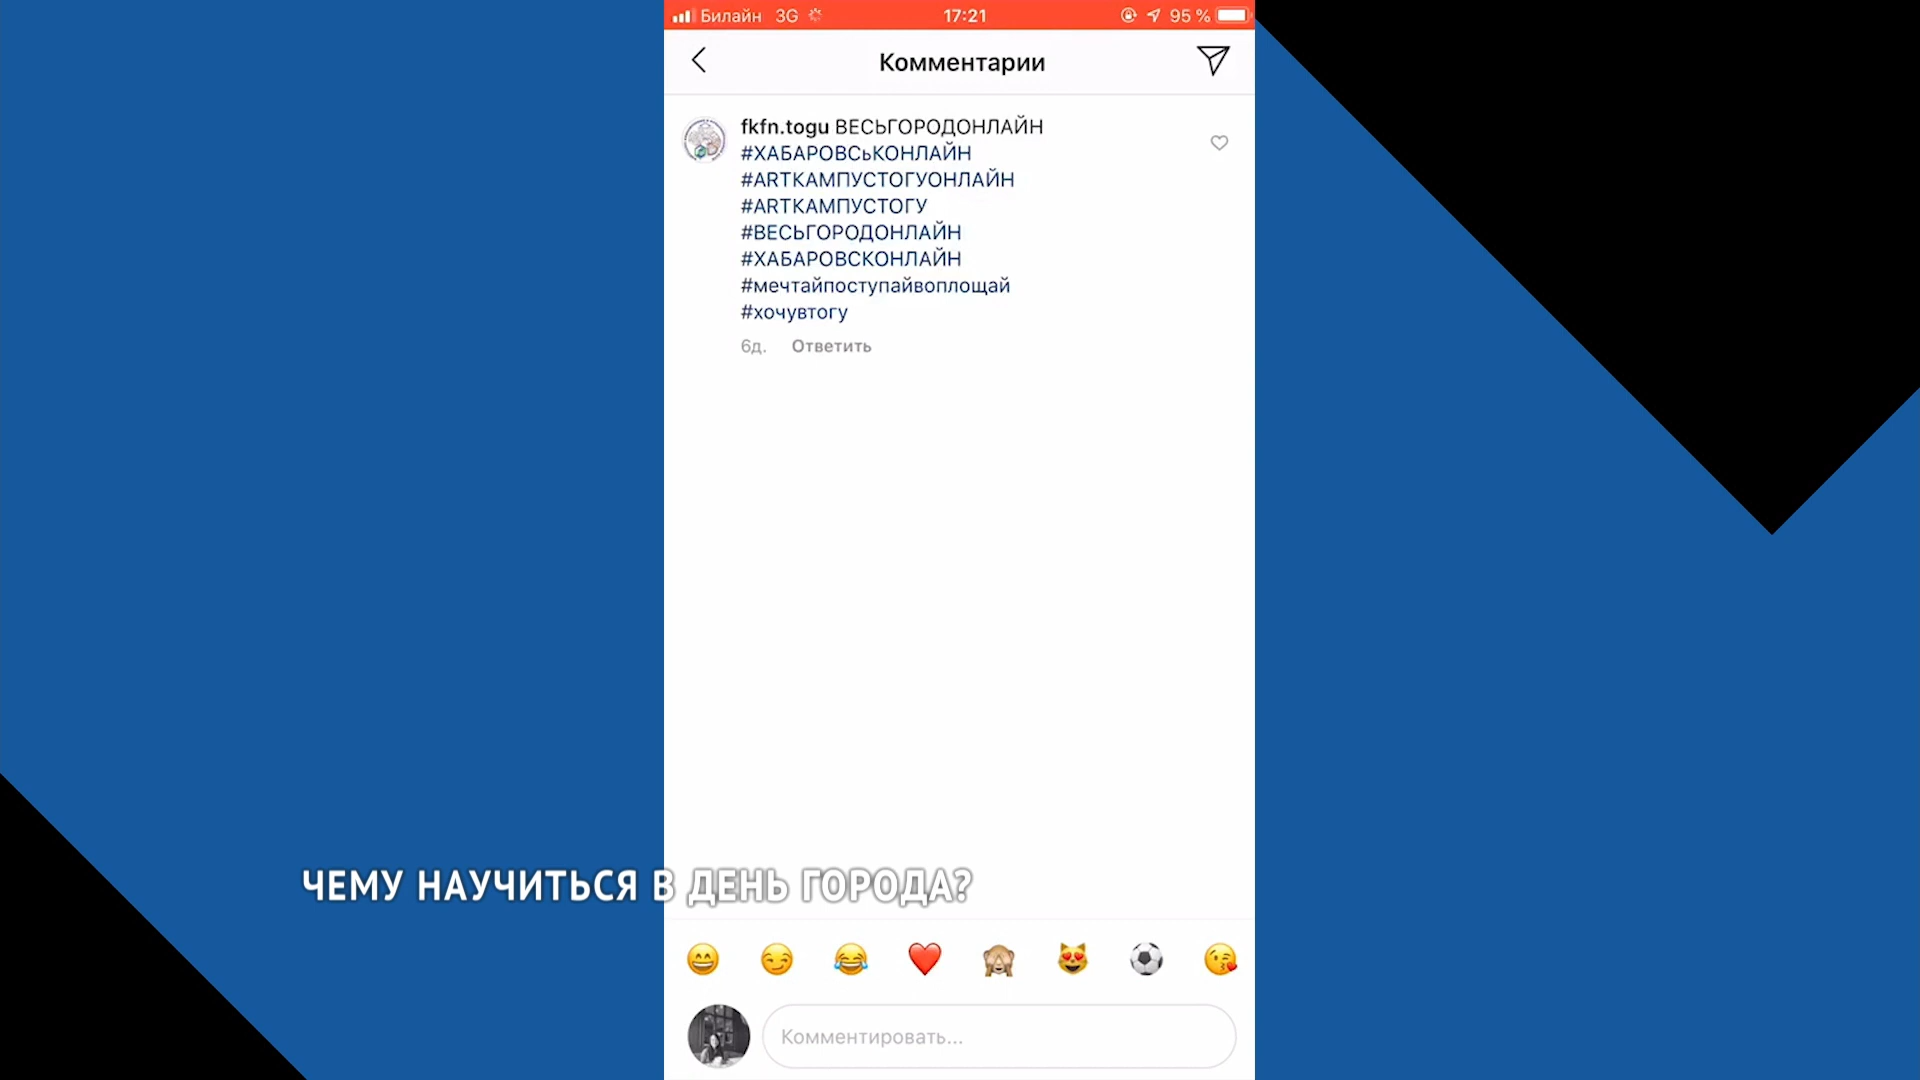 Билайн 3G 17:21 95 %
Комментарии
fkfn.togu ВЕСЬГОРОДОНЛАЙН
#ХАБАРОВСьКОНЛАЙН
#ARTКАМПУСТОГУОНЛАЙН
#ARTКАМПУСТОГУ
#ВЕСЬГОРОДОНЛАЙН
#ХАБАРОВСКОНЛАЙН
#мечтайпоступайвоплощай
#хочувтогу
6д. Ответить
ЧЕМУ НАУЧИТЬСЯ В ДЕНЬ ГОРОДА?
Комментировать...